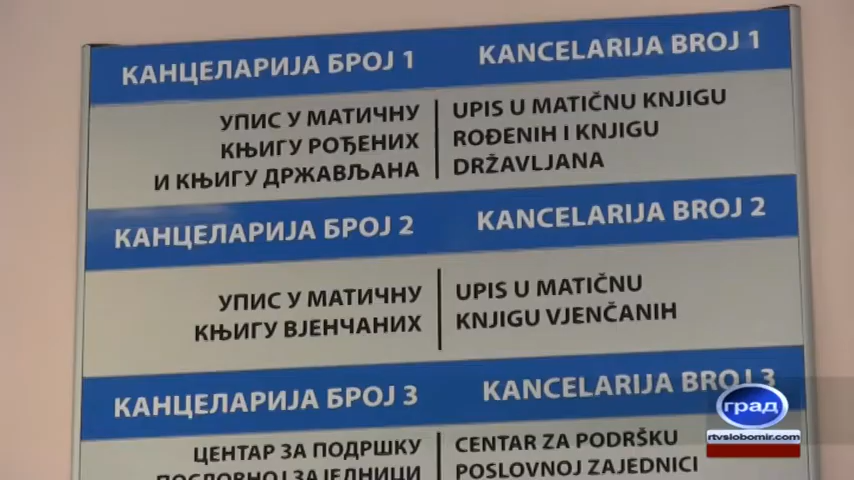 КАНЦЕЛАРИЈА БРОЈ 1
KANCELARIJA BROJ 1
УПИС У МАТИЧНУ
КЊИГУ РОЂЕНИХ
И КЊИГУ ДРЖАВЉАНА
UPIS U MATIČNU KNJIGU
ROĐENIH I KNJIGU
DRŽAVLJANA
КАНЦЕЛАРИЈА БРОЈ 2
KANCELARIJA BROJ 2
УПИС У МАТИЧНУ
КЊИГУ ВЈЕНЧАНИХ
UPIS U MATIČNU
KNJIGU VJENČANIH
КАНЦЕЛАРИЈА БРОЈ 3
KANCELARIJA BROJ 3
ЦЕНТАР ЗА ПОДРШКУ
ПОСЛОВНОЈ ЗАЈЕДНИЦИ
CENTAR ZA PODRŠKU
POSLOVNOJ ZAJEDNICI
град
rtvslobomir.com